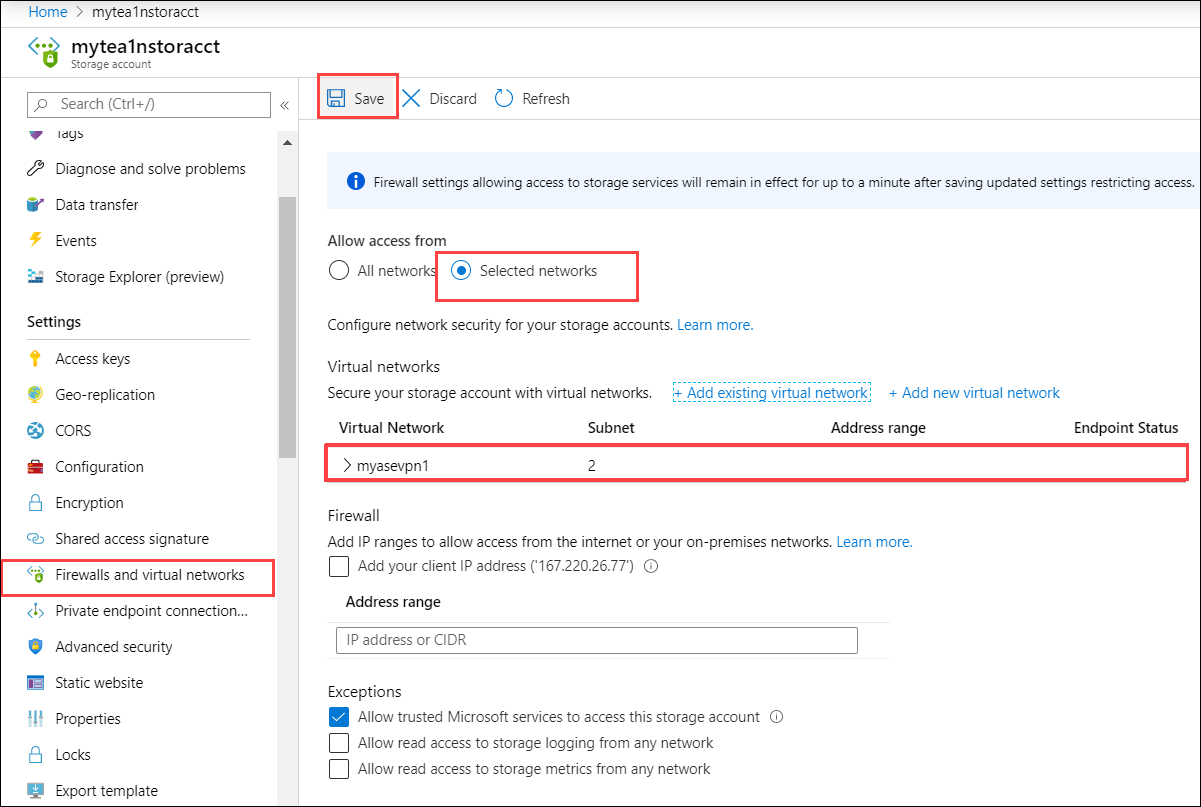 Home > mytea1nstoracct
mytea1nstoracct
Storage account
Search (Ctrl+/)
«
Tags
Diagnose and solve problems
Data transfer
Events
Storage Explorer (preview)
Settings
Access keys
Geo-replication
CORS
Configuration
Encryption
Shared access signature
Firewalls and virtual networks
Private endpoint connection...
Advanced security
Static website
Properties
Locks
Export template
Save Discard Refresh
Firewall settings allowing access to storage services will remain in effect for up to a minute after saving updated settings restricting access.
Allow access from
All networks Selected networks
Configure network security for your storage accounts. Learn more.
Virtual networks
Secure your storage account with virtual networks. + Add existing virtual network + Add new virtual network
Virtual Network Subnet Address range Endpoint Status
myasevpn1 2
Firewall
Add IP ranges to allow access from the internet or your on-premises networks. Learn more.
Add your client IP address ('167.220.26.77')
Address range
IP address or CIDR
Exceptions
Allow trusted Microsoft services to access this storage account
Allow read access to storage logging from any network
Allow read access to storage metrics from any network